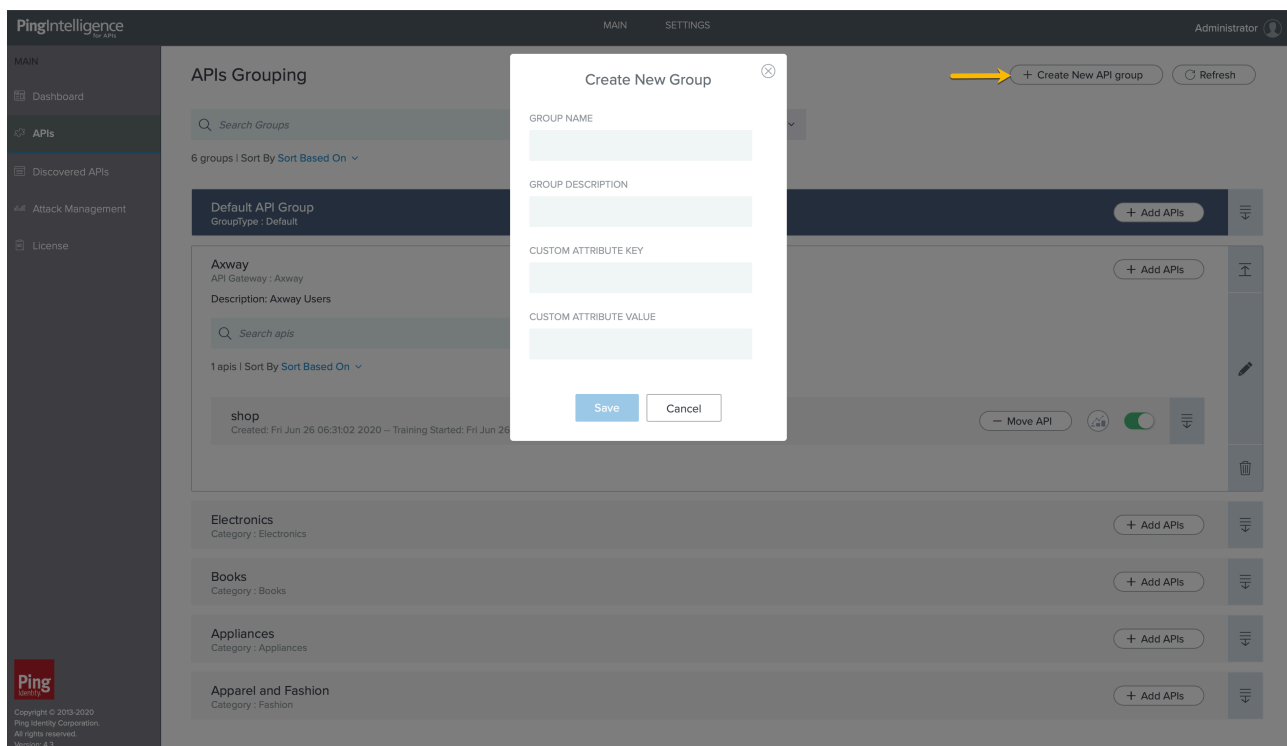 PingIntelligence
for APIs
MAIN
SETTINGS
Administrator
MAIN
Dashboard
APIs
Discovered APIs
Attack Management
License
APIs Grouping
+ Create New API group
Refresh
Search Groups
6 groups | Sort By Sort Based On
Default API Group
GroupType : Default
+ Add APIs
Axway
API Gateway : Axway
+ Add APIs
Description: Axway Users
Search apis
1 apis | Sort By Sort Based On
shop
Created: Fri Jun 26 06:31:02 2020 -- Training Started: Fri Jun 26
— Move API
Electronics
Category : Electronics
+ Add APIs
Books
Category : Books
+ Add APIs
Appliances
Category : Appliances
+ Add APIs
Apparel and Fashion
Category : Fashion
+ Add APIs
Create New Group
GROUP NAME
GROUP DESCRIPTION
CUSTOM ATTRIBUTE KEY
CUSTOM ATTRIBUTE VALUE
Save
Cancel
Ping
Identity
Copyright © 2013-2020
Ping Identity Corporation.
All rights reserved.
Version: 4.3